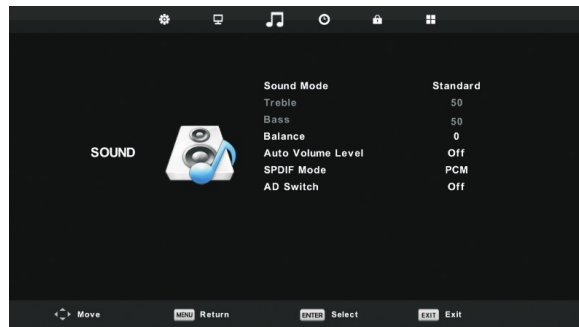 Sound Mode Standard
Treble 50
Bass 50
Balance 0
SOUND
Auto Volume Level Off
SPDIF Mode PCM
AD Switch Off
Move MENU Return ENTER Select EXIT Exit